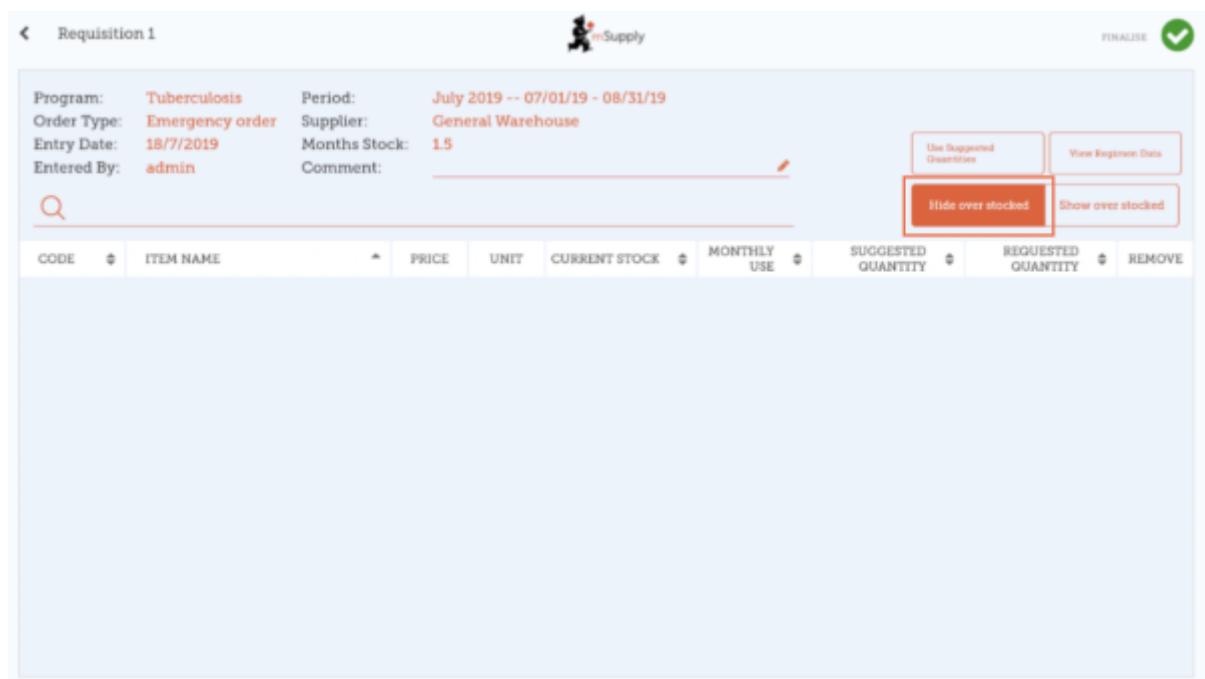 Requisition 1
mSupply
FINALISE
Program: Tuberculosis Period: July 2019 -- 07/01/19 - 08/31/19
Order Type: Emergency order Supplier: General Warehouse
Entry Date: 18/7/2019 Months Stock: 1.5
Entered By: admin Comment:
Use Suggested
Quantities
View Regimen Data
Hide over stocked Show over stocked
CODE ITEM NAME PRICE UNIT CURRENT STOCK MONTHLY USE SUGGESTED QUANTITY REQUESTED QUANTITY REMOVE